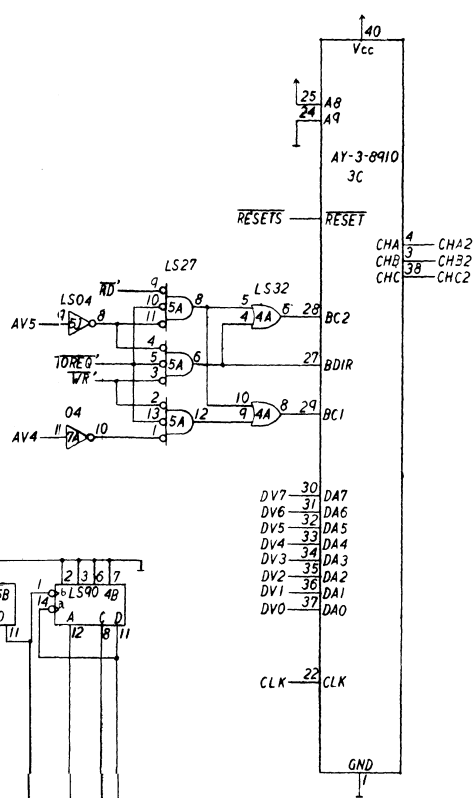 40
Vcc
25 A8
24 A9
AY-3-8910
3C
RESETS RESET
4
CHA CHA2
3
CHB CHB2
38
CHC CHC2
LS27
RD' 9
LS04 10 5A 8
LS32
5 4A 6 28 BC2
AV5 5J 8 11
4
4
IOREQ' 5 5A 6 27 BDIR
WR' 3
2
10
04 13 5A 12 9 4A 8 29 BC1
AV4 11 7A 10 1
DV7 30 DA7
DV6 31 DA6
DV5 32 DA5
DV4 33 DA4
DV3 34 DA3
DV2 35 DA2
DV1 36 DA1
DV0 37 DA0
2 3 6 7
1 b LS90 4B
14 a
A C D
11 12 8 11
CLK 22 CLK
GND
1